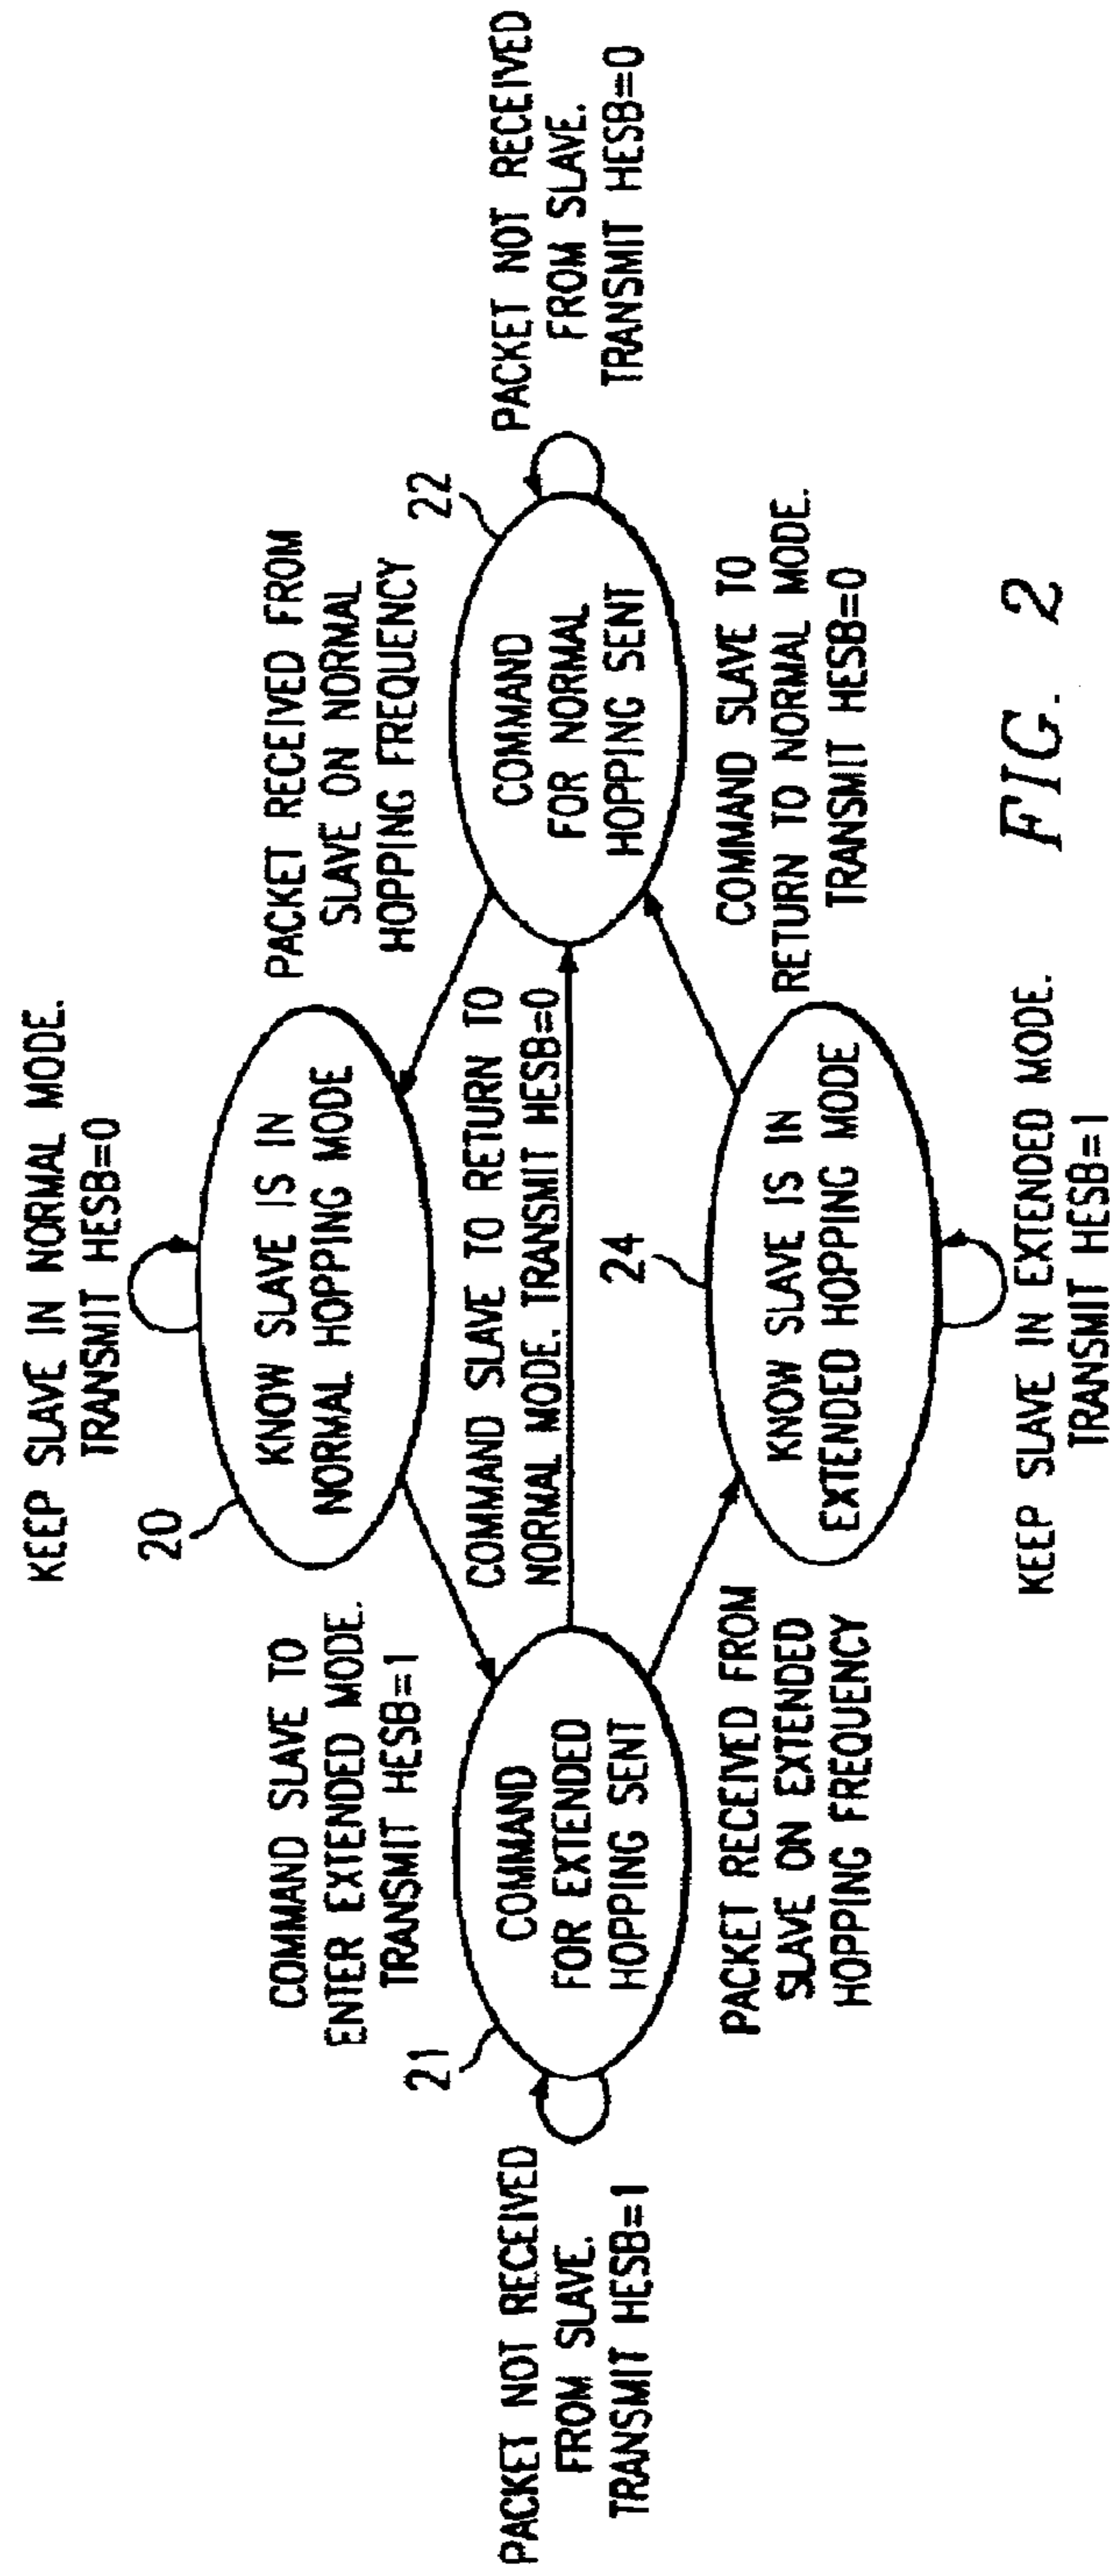 KEEP SLAVE IN NORMAL MODE.
TRANSMIT HESB=0
20
KNOW SLAVE IS IN
NORMAL HOPPING MODE
COMMAND SLAVE TO
ENTER EXTENDED MODE.
TRANSMIT HESB=1
PACKET RECEIVED FROM
SLAVE ON NORMAL
HOPPING FREQUENCY
21
COMMAND
FOR EXTENDED
HOPPING SENT
PACKET NOT RECEIVED
FROM SLAVE.
TRANSMIT HESB=1
COMMAND SLAVE TO RETURN TO
NORMAL MODE. TRANSMIT HESB=0
22
COMMAND
FOR NORMAL
HOPPING SENT
PACKET NOT RECEIVED
FROM SLAVE.
TRANSMIT HESB=0
24
KNOW SLAVE IS IN
EXTENDED HOPPING MODE
PACKET RECEIVED FROM
SLAVE ON EXTENDED
HOPPING FREQUENCY
COMMAND SLAVE TO
RETURN TO NORMAL MODE.
TRANSMIT HESB=0
KEEP SLAVE IN EXTENDED MODE.
TRANSMIT HESB=1
FIG. 2